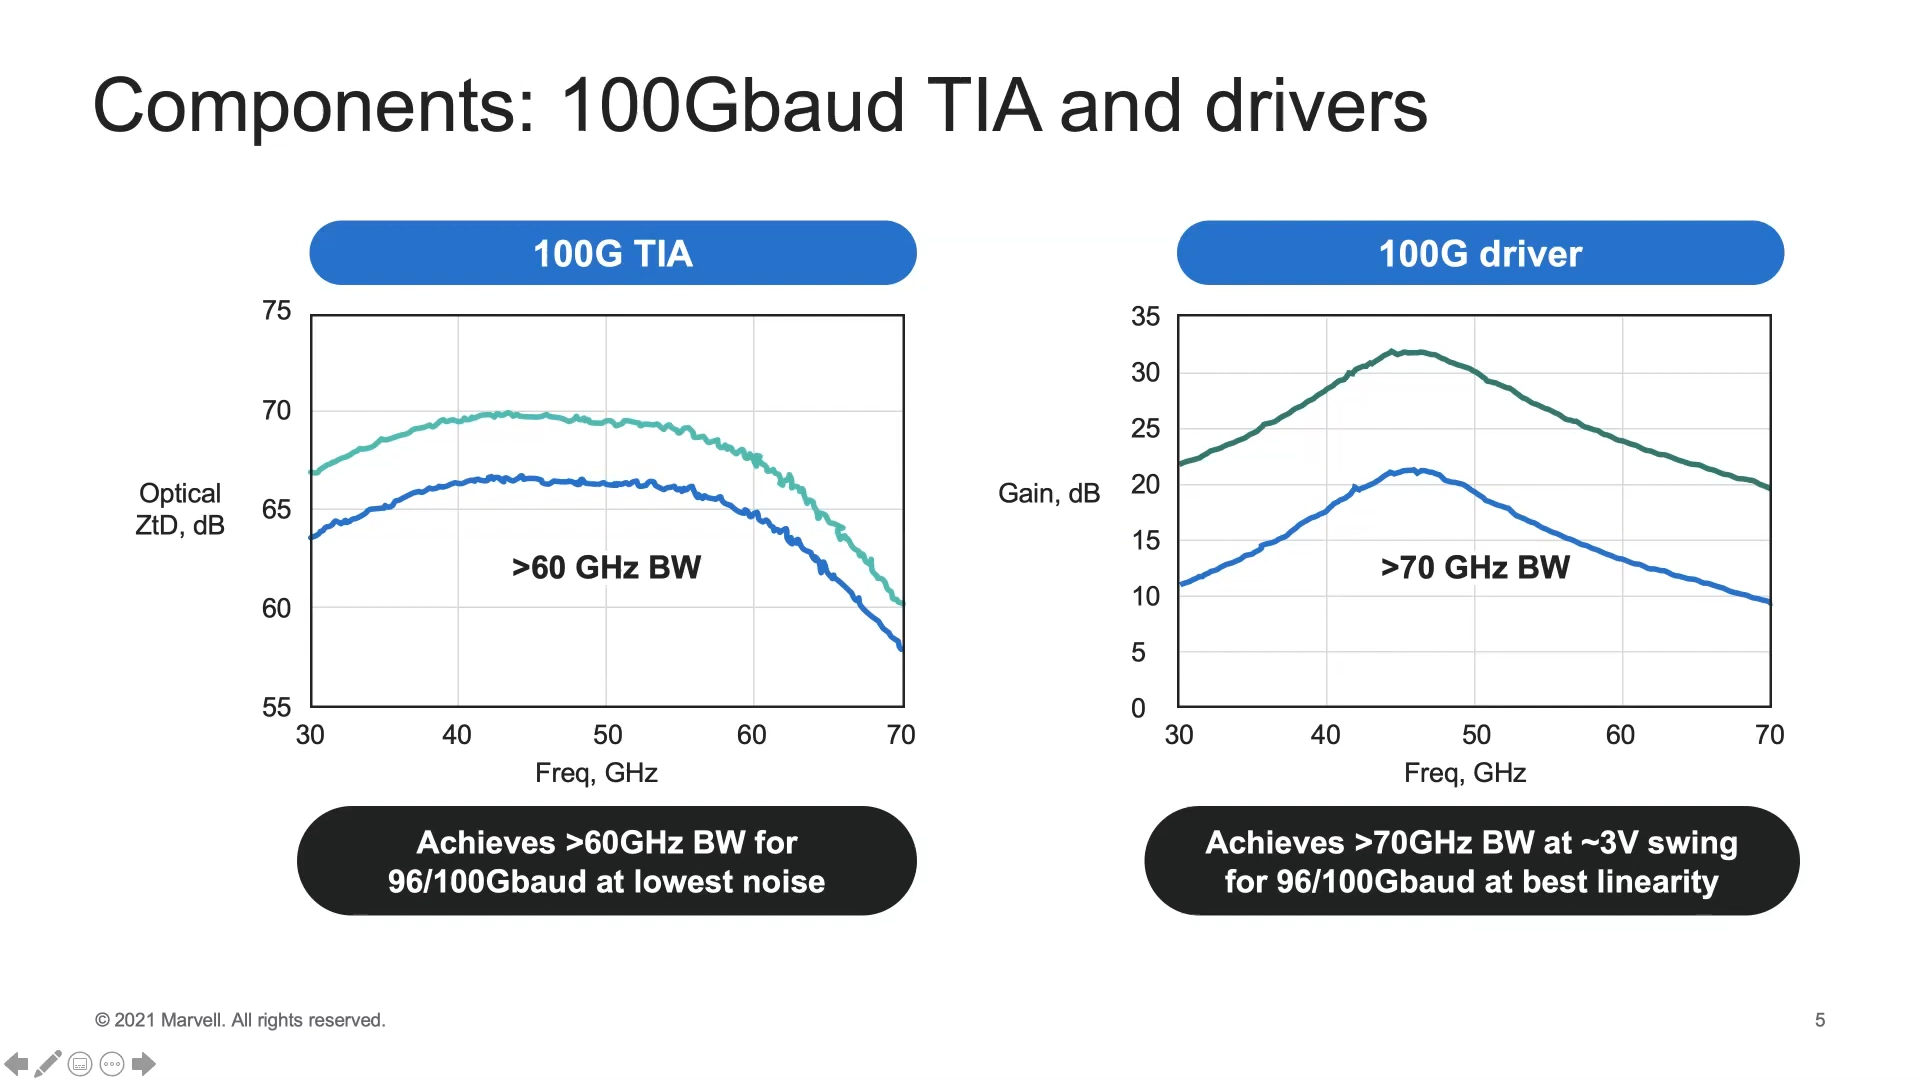 Components: 100Gbaud TIA and drivers
100G TIA
75
70
65
60
55
Optical
ZtD, dB
>60 GHz BW
30 40 50 60 70
Freq, GHz
Achieves >60GHz BW for
96/100Gbaud at lowest noise
100G driver
35
30
25
20
15
10
5
0
Gain, dB
>70 GHz BW
30 40 50 60 70
Freq, GHz
Achieves >70GHz BW at ~3V swing
for 96/100Gbaud at best linearity
© 2021 Marvell. All rights reserved.
5